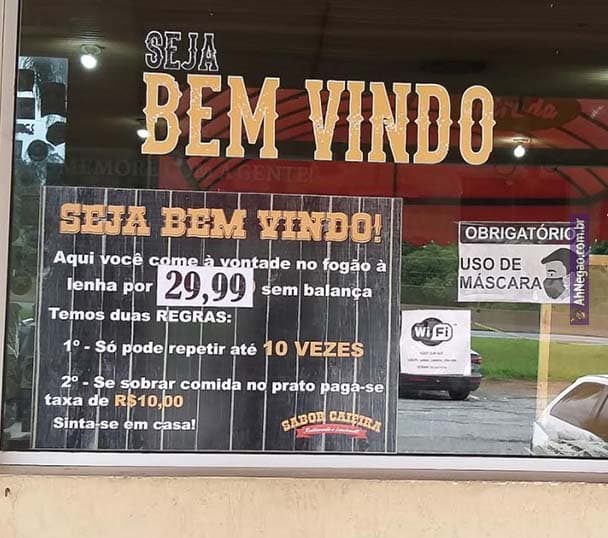 SEJA
BEM VINDO
SEJA BEM VINDO!
Aqui você come à vontade no fogão à
lenha por 29,99 sem balança
Temos duas REGRAS:
1º - Só pode repetir até 10 VEZES
2º - Se sobrar comida no prato paga-se
taxa de R$10,00
Sinta-se em casa!
SABOR CAIPIRA
OBRIGATÓRIO
USO DE
MÁSCARA
WiFi
AhNegao.com.br